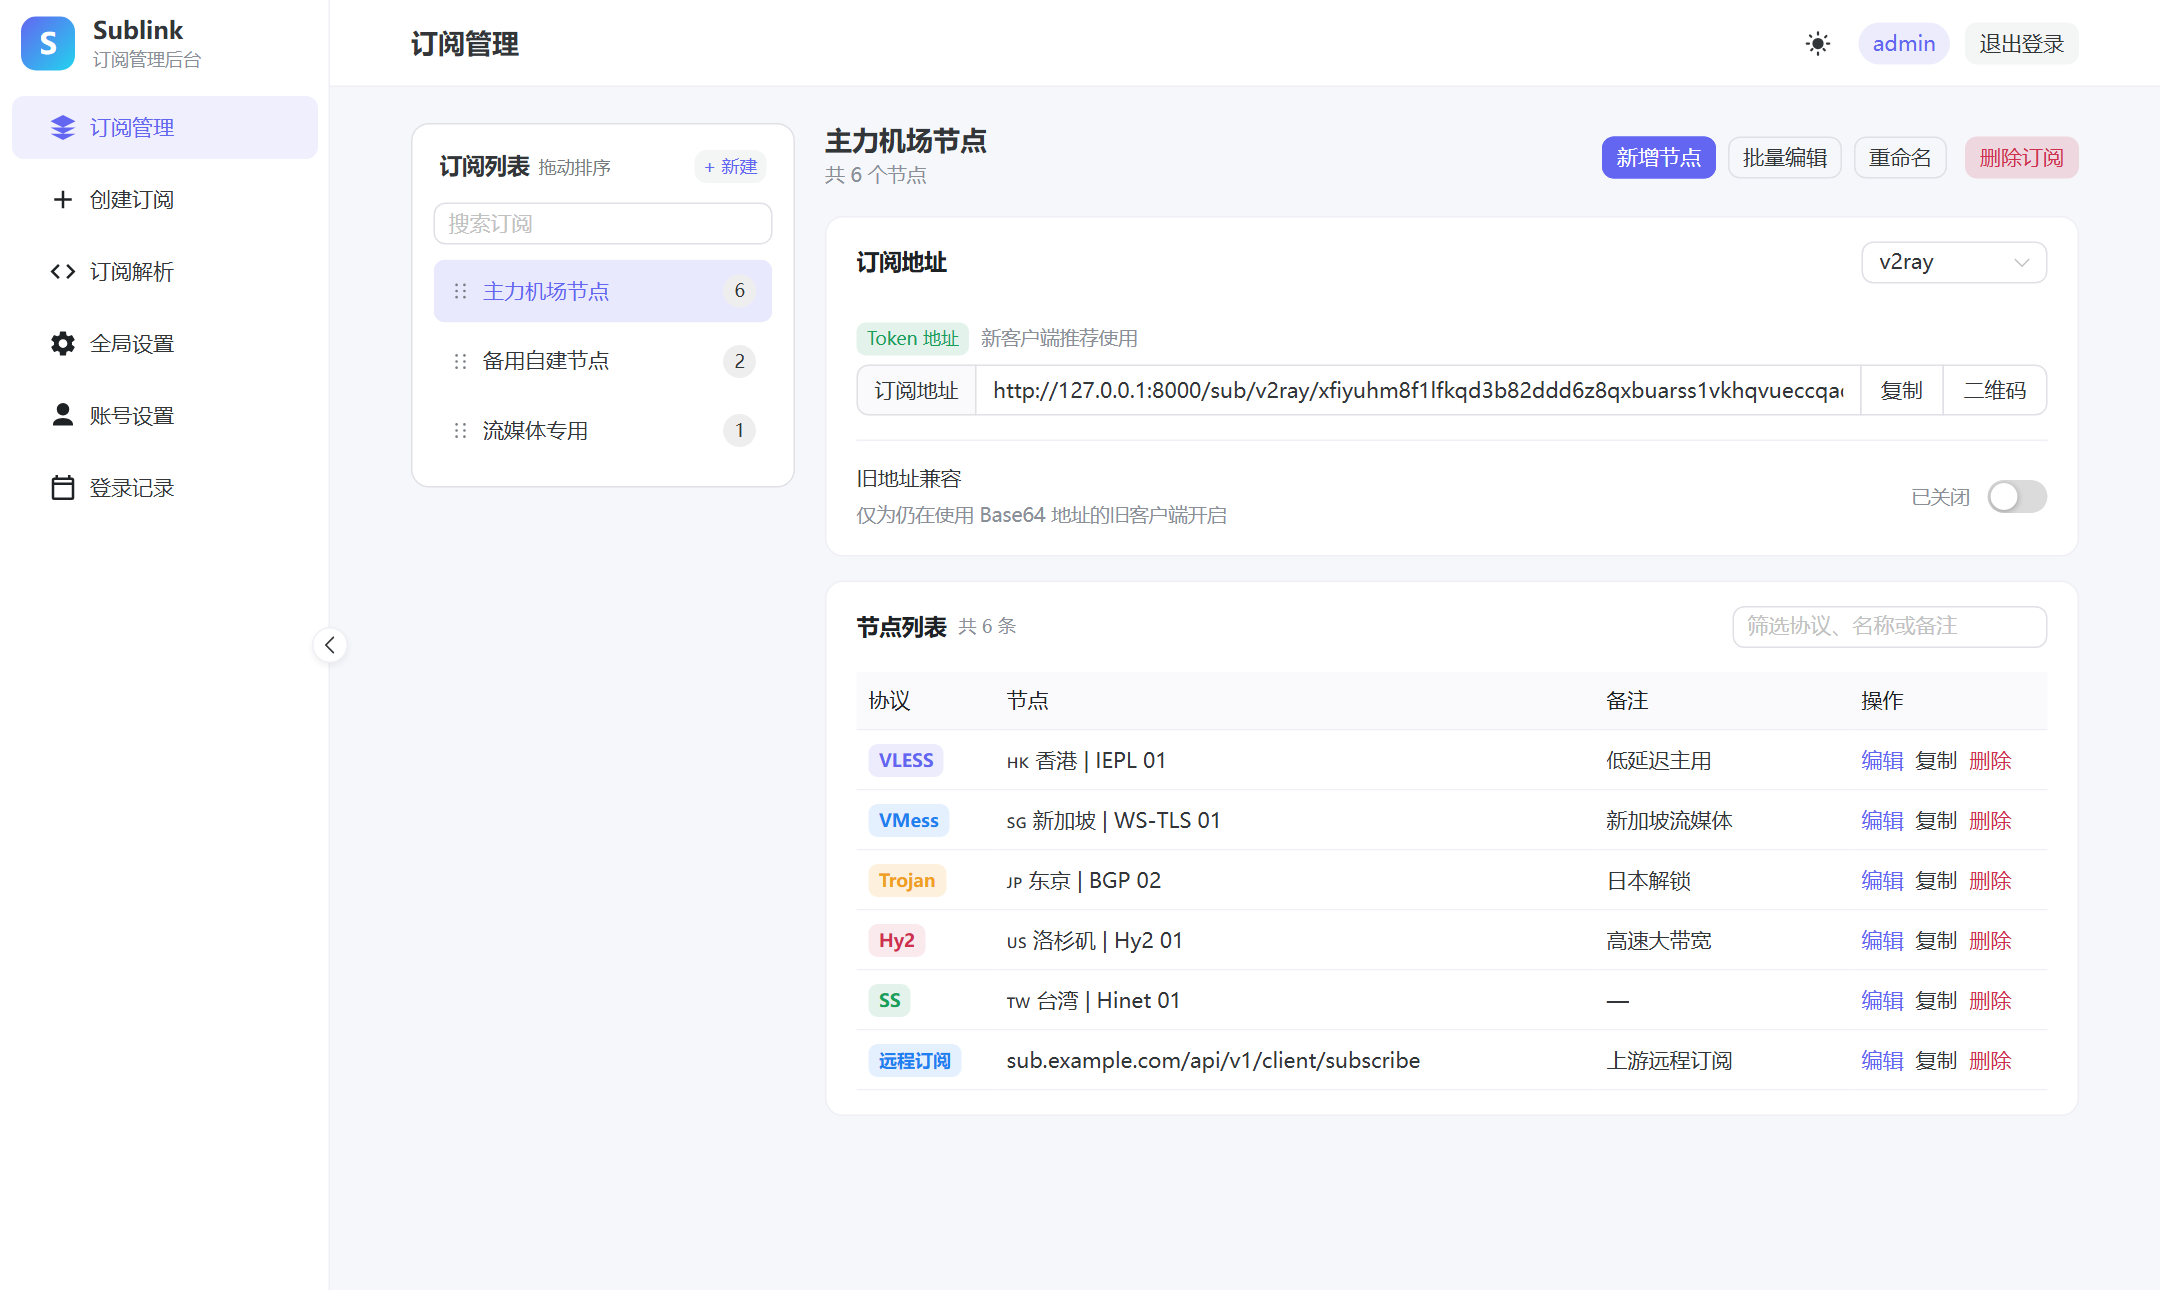 Sublink
订阅管理后台
订阅管理
创建订阅
订阅解析
全局设置
账号设置
登录记录
订阅管理
admin
退出登录
订阅列表 拖动排序
+ 新建
搜索订阅
主力机场节点 6
备用自建节点 2
流媒体专用 1
主力机场节点
共 6 个节点
新增节点
批量编辑
重命名
删除订阅
订阅地址
v2ray
Token 地址 新客户端推荐使用
订阅地址 http://127.0.0.1:8000/sub/v2ray/xfiyuhm8f1lfkqd3b82ddd6z8qxbuarss1vkhqvueccqa 复制 二维码
旧地址兼容
仅为仍在使用 Base64 地址的旧客户端开启
已关闭
节点列表 共 6 条
筛选协议、名称或备注
协议 节点 备注 操作
VLESS HK 香港 | IEPL 01 低延迟主用 编辑 复制 删除
VMess SG 新加坡 | WS-TLS 01 新加坡流媒体 编辑 复制 删除
Trojan JP 东京 | BGP 02 日本解锁 编辑 复制 删除
Hy2 US 洛杉矶 | Hy2 01 高速大带宽 编辑 复制 删除
SS TW 台湾 | Hinet 01 — 编辑 复制 删除
远程订阅 sub.example.com/api/v1/client/subscribe 上游远程订阅 编辑 复制 删除